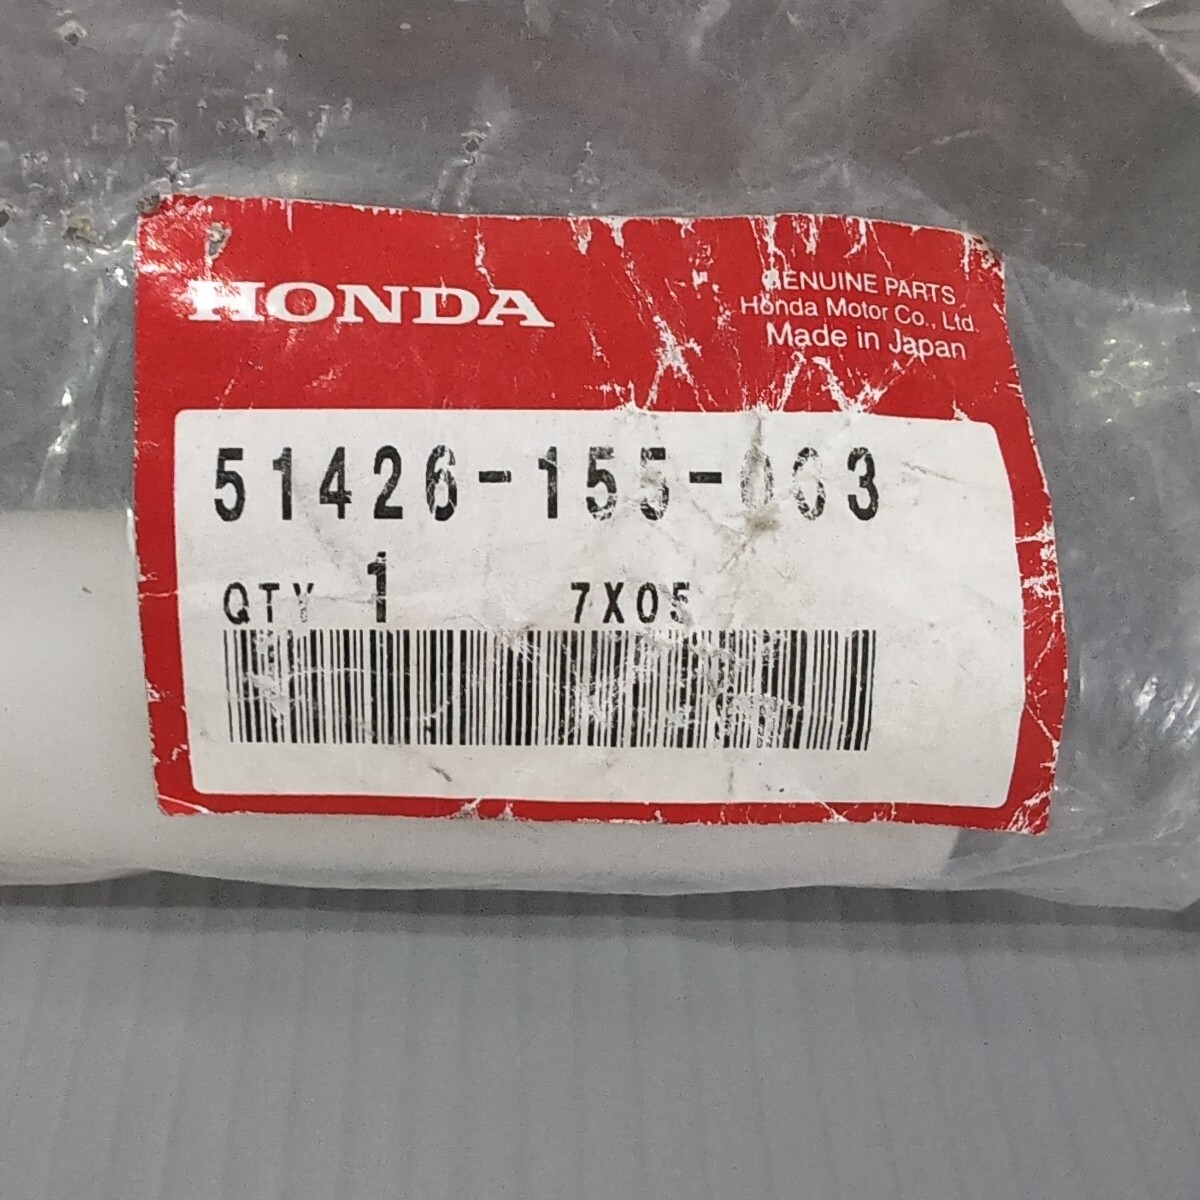 HONDA
GENUINE PARTS
Honda Motor Co., Ltd.
Made in Japan
51426-155-003
QTY 1 7X05